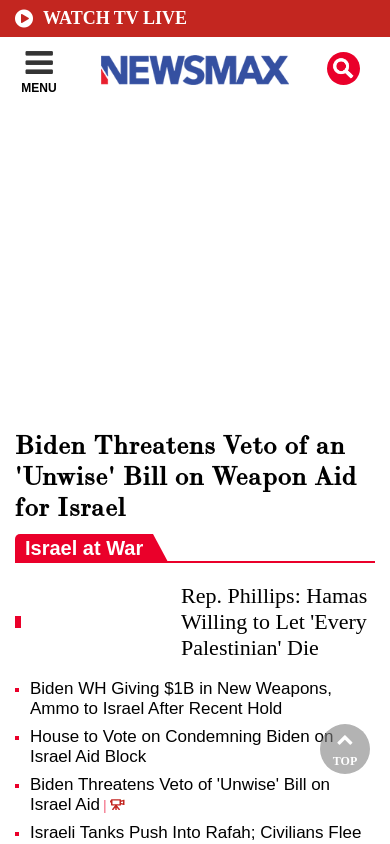 WATCH TV LIVE
MENU
NEWSMAX
Biden Threatens Veto of an
'Unwise' Bill on Weapon Aid
for Israel
Israel at War
Rep. Phillips: Hamas
Willing to Let 'Every
Palestinian' Die
Biden WH Giving $1B in New Weapons,
Ammo to Israel After Recent Hold
House to Vote on Condemning Biden on
Israel Aid Block
Biden Threatens Veto of 'Unwise' Bill on
Israel Aid |
TOP
Israeli Tanks Push Into Rafah; Civilians Flee